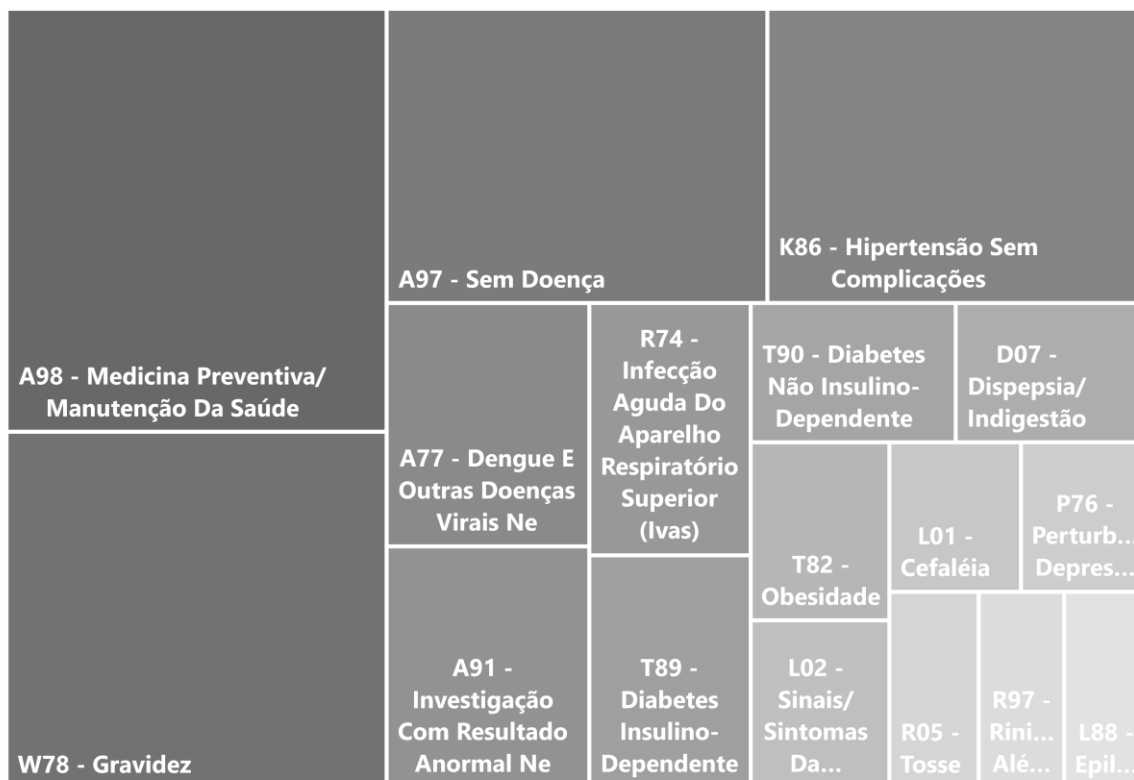 A98 - Medicina Preventiva/
Manutenção Da Saúde
W78 - Gravidez
A97 - Sem Doença
K86 - Hipertensão Sem
Complicações
A77 - Dengue E
Outras Doenças
Virais Ne
A91 -
Investigação
Com Resultado
Anormal Ne
R74 -
Infecção
Aguda Do
Aparelho
Respiratório
Superior
(Ivas)
T89 -
Diabetes
Insulino-
Dependente
T90 - Diabetes
Não Insulino-
Dependente
D07 -
Dispepsia/
Indigestão
T82 -
Obesidade
L02 -
Sinais/
Sintomas
Da...
L01 -
Cefaléia
P76 -
Perturb...
Depres...
R05 -
Tosse
R97 -
Rini...
Alé...
L88 -
Epil...